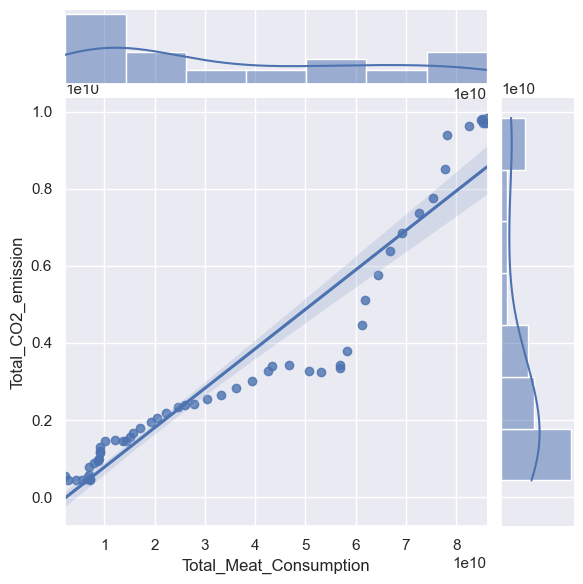 1e10
1e10
1e10
1.0
0.8
0.6
0.4
0.2
0.0
Total_CO2_emission
1 2 3 4 5 6 7 8
Total_Meat_Consumption
1e10